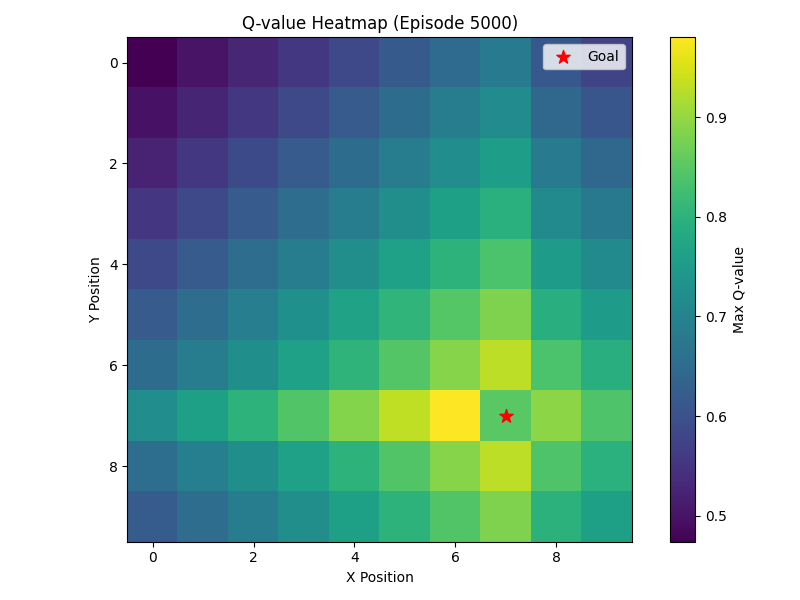 Q-value Heatmap (Episode 5000)
Goal
0
2
4
6
8
Y Position
0 2 4 6 8
X Position
0.9
0.8
0.7
0.6
0.5
Max Q-value